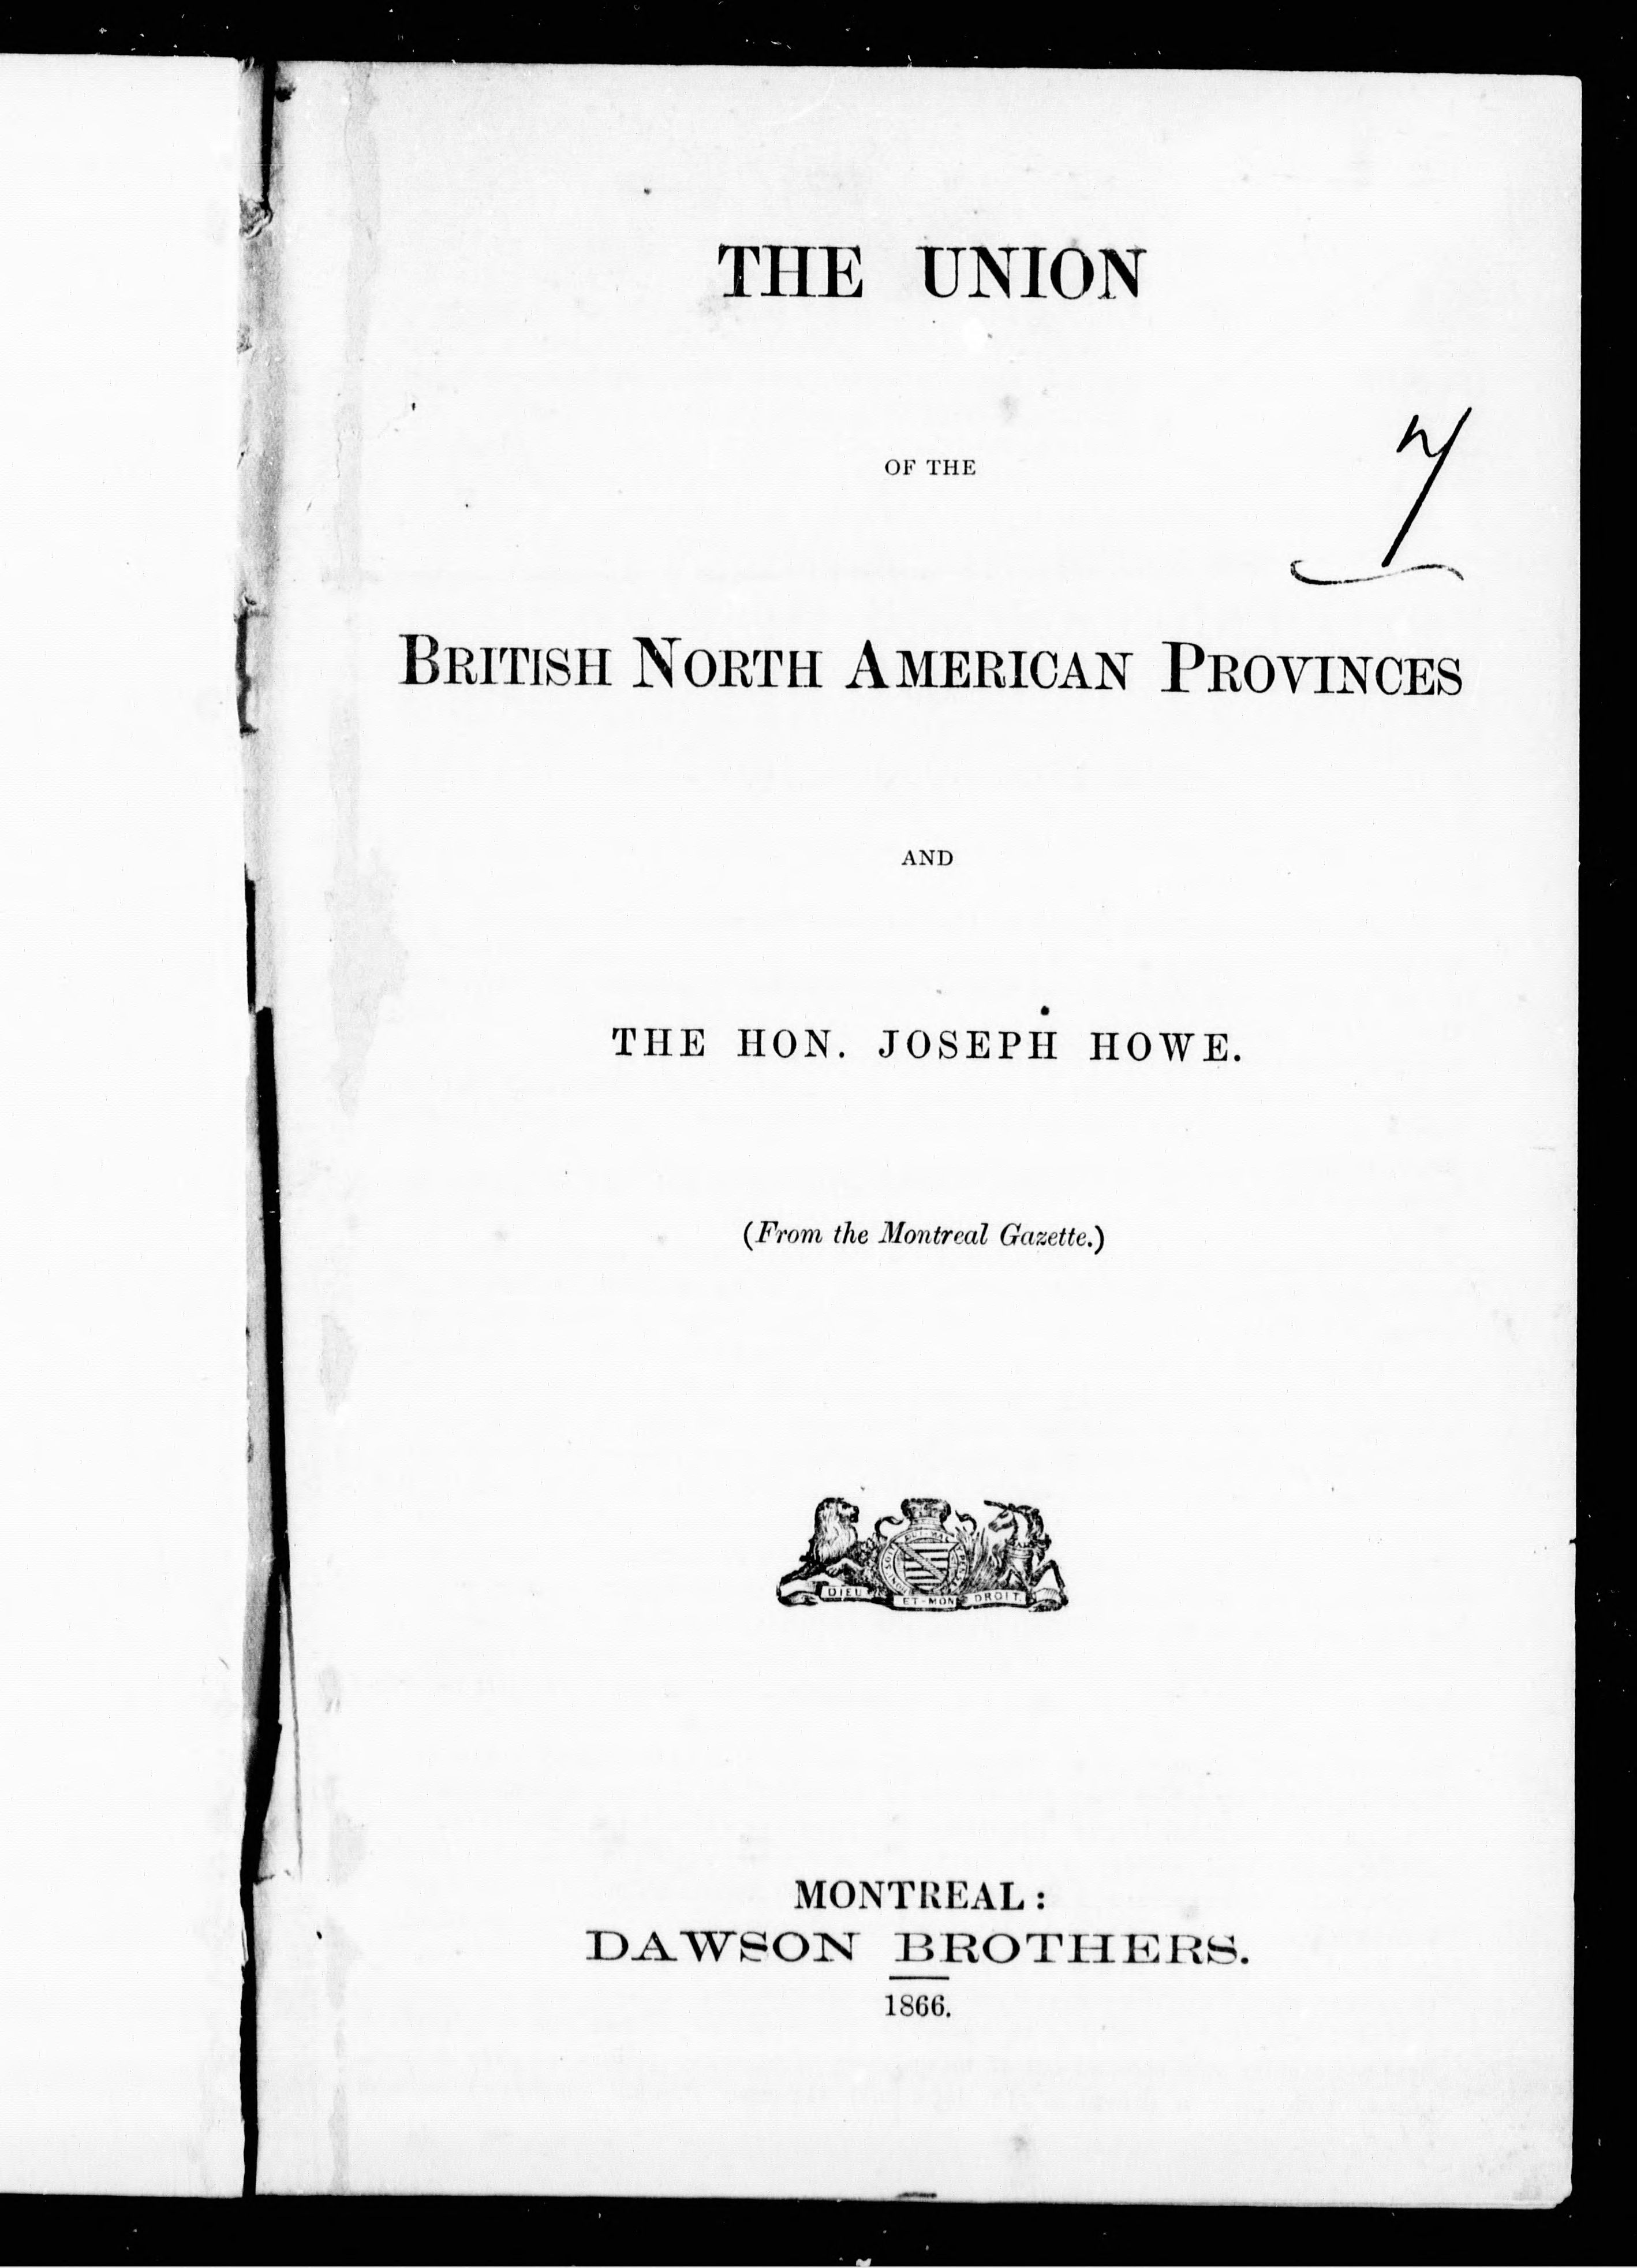 THE UNION
OF THE
7
BRITISH NORTH AMERICAN PROVINCES
AND
THE HON. JOSEPH HOWE.
(From the Montreal Gazette.)
DIEU ET-MON DROIT.
MONTREAL:
DAWSON BROTHERS.
1866.